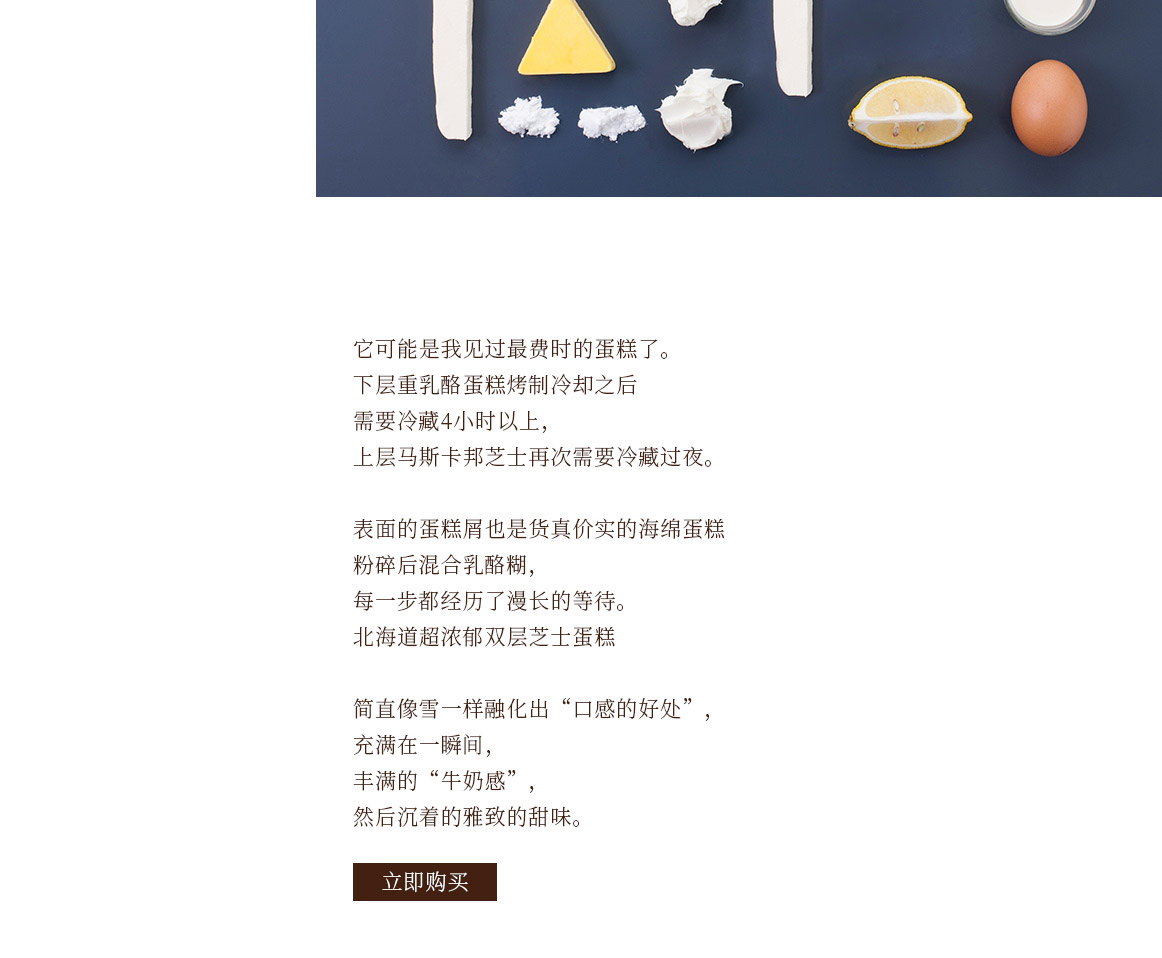 它可能是我见过最费时的蛋糕了。
下层重乳酪蛋糕烤制冷却之后
需要冷藏4小时以上，
上层马斯卡邦芝士再次需要冷藏过夜。
表面的蛋糕屑也是货真价实的海绵蛋糕
粉碎后混合乳酪糊，
每一步都经历了漫长的等待。
北海道超浓郁双层芝士蛋糕
简直像雪一样融化出“口感的好处”，
充满在一瞬间，
丰满的“牛奶感”，
然后沉着的雅致的甜味。
立即购买